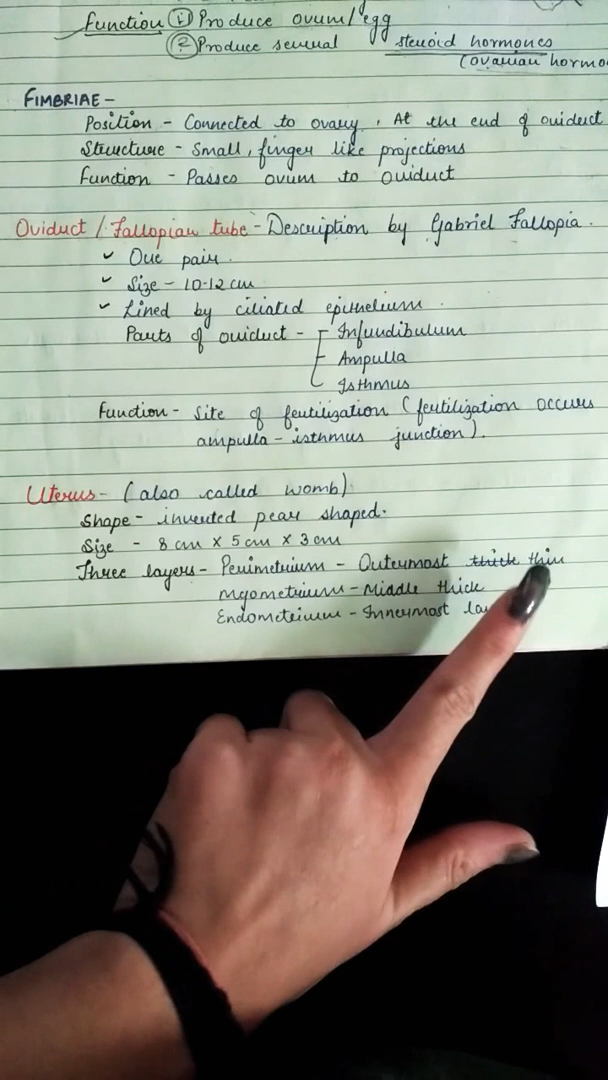 Function ① Produce ovum/egg
② Produce several steroid hormones
(ovarian hormo
FIMBRIAE -
Position - Connected to ovary, At the end of oviduct
Structure - Small, finger like projections
Function - Passes ovum to oviduct
Oviduct / Fallopian tube - Description by Gabriel Fallopia.
✓ One pair.
✓ Size - 10-12 cm
✓ Lined by ciliated epithelium.
Parts of oviduct - Infundibulum
Ampulla
Isthmus
Function - Site of fertilization (fertilization occurs
ampulla - isthmus junction).
Uterus - (also called womb)
Shape - inverted pear shaped.
Size - 8 cm x 5 cm x 3 cm
Three layers - Perimetrium - Outermost thick thin
Myometrium - Middle thick
Endometrium - Innermost la